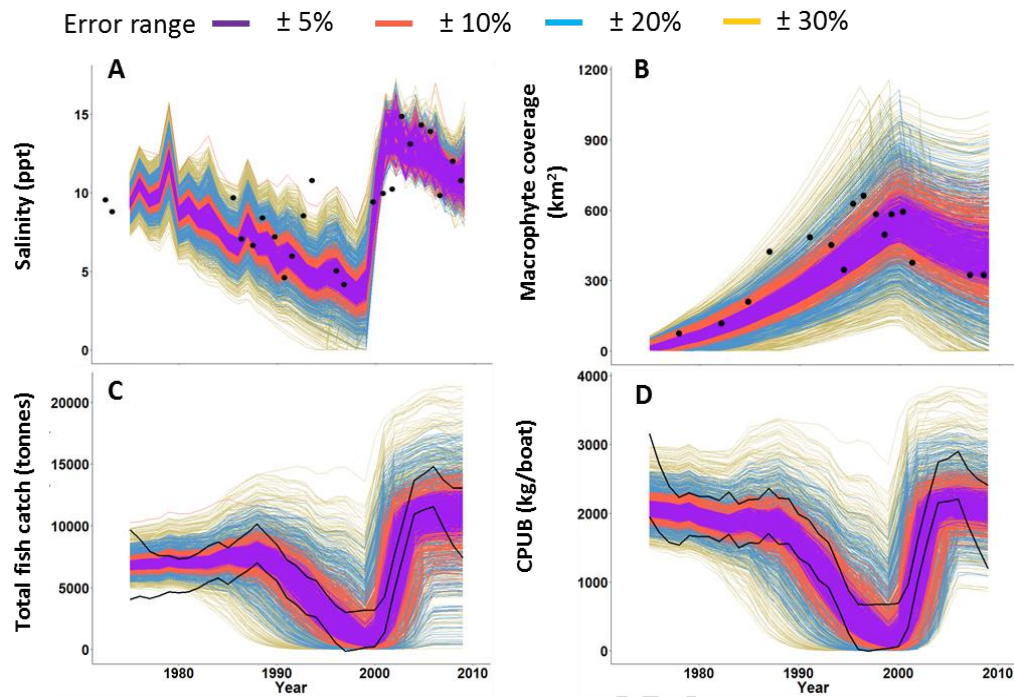 Error range ± 5% ± 10% ± 20% ± 30%
A
Salinity (ppt)
15
10
5
0
B
Macrophyte coverage
(km²)
1200
900
600
300
0
C
Total fish catch (tonnes)
20000
15000
10000
5000
0
1980 1990 2000 2010
Year
D
CPUB (kg/boat)
4000
3000
2000
1000
0
1980 1990 2000 2010
Year